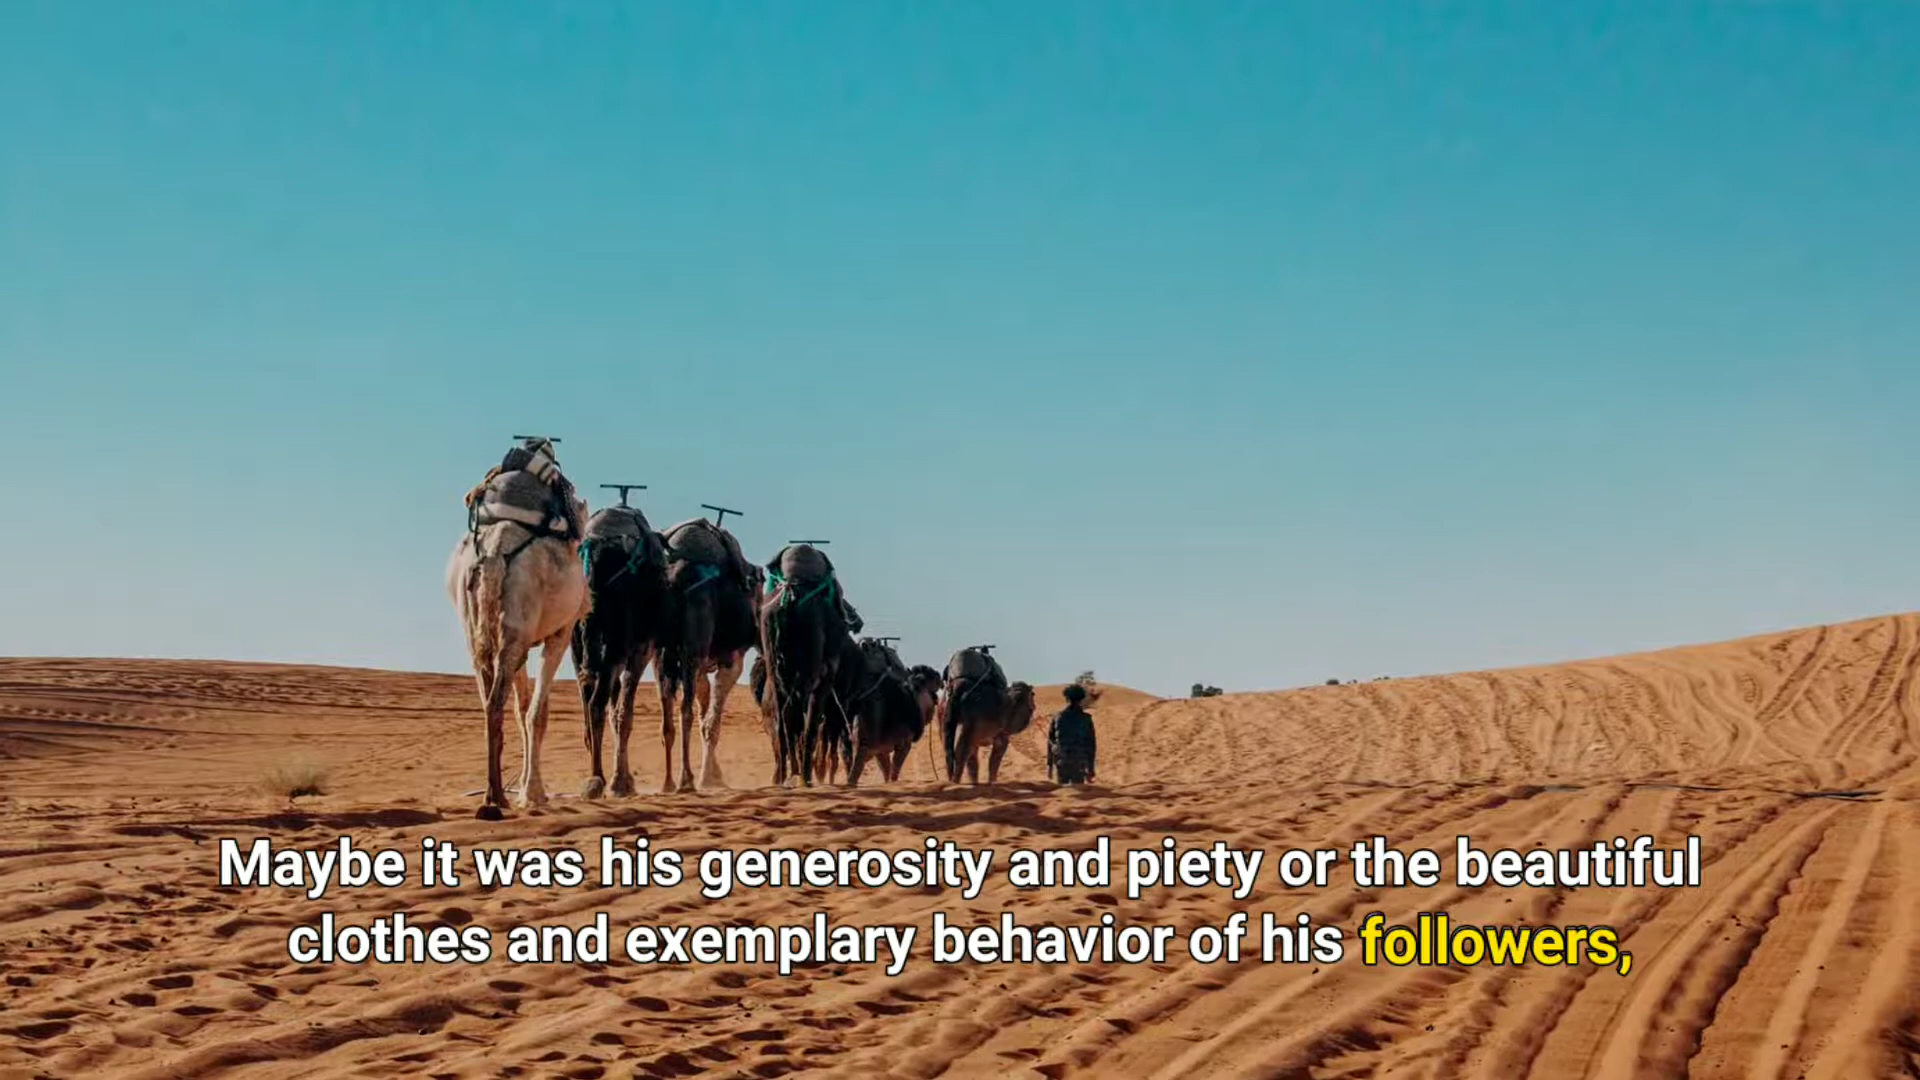 Maybe it was his generosity and piety or the beautiful
clothes and exemplary behavior of his followers,